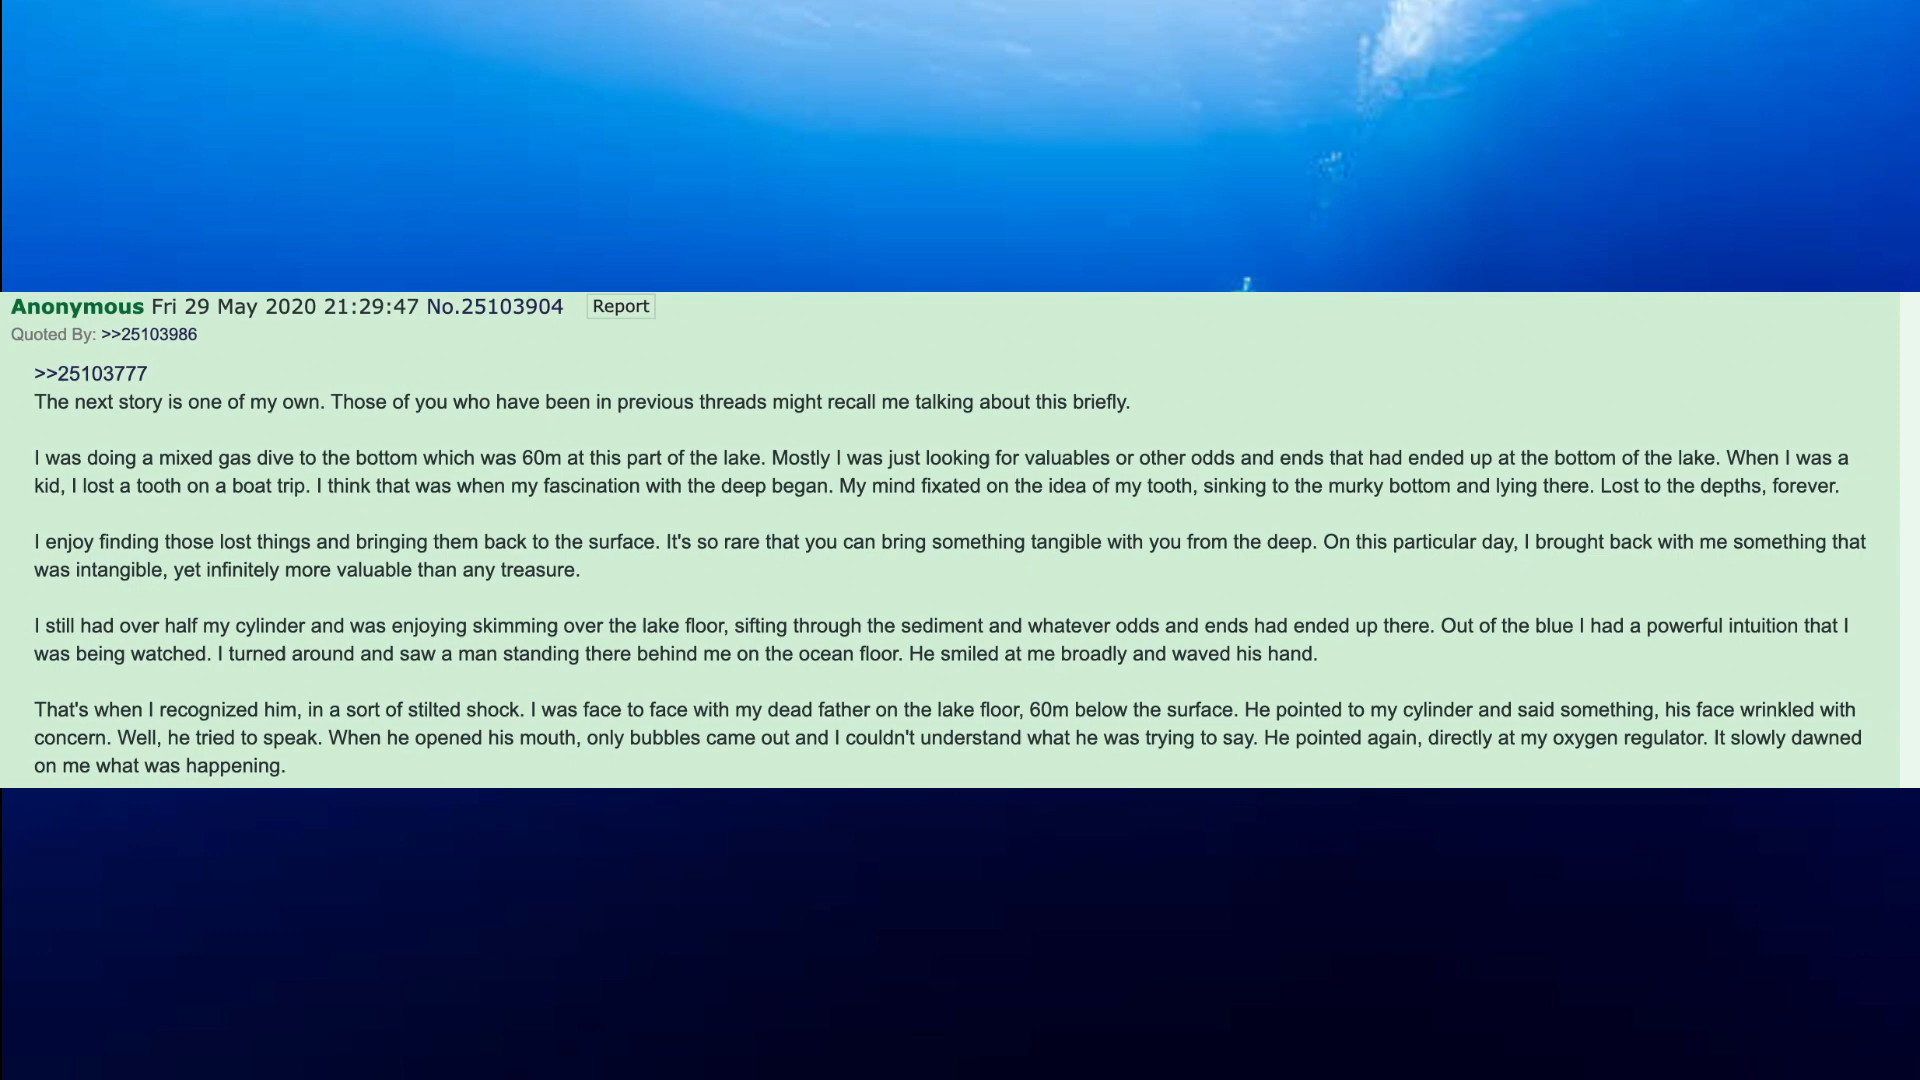 Anonymous Fri 29 May 2020 21:29:47 No.25103904 Report
Quoted By: >>25103986
>>25103777
The next story is one of my own. Those of you who have been in previous threads might recall me talking about this briefly.
I was doing a mixed gas dive to the bottom which was 60m at this part of the lake. Mostly I was just looking for valuables or other odds and ends that had ended up at the bottom of the lake. When I was a
kid, I lost a tooth on a boat trip. I think that was when my fascination with the deep began. My mind fixated on the idea of my tooth, sinking to the murky bottom and lying there. Lost to the depths, forever.
I enjoy finding those lost things and bringing them back to the surface. It's so rare that you can bring something tangible with you from the deep. On this particular day, I brought back with me something that
was intangible, yet infinitely more valuable than any treasure.
I still had over half my cylinder and was enjoying skimming over the lake floor, sifting through the sediment and whatever odds and ends had ended up there. Out of the blue I had a powerful intuition that I
was being watched. I turned around and saw a man standing there behind me on the ocean floor. He smiled at me broadly and waved his hand.
That's when I recognized him, in a sort of stilted shock. I was face to face with my dead father on the lake floor, 60m below the surface. He pointed to my cylinder and said something, his face wrinkled with
concern. Well, he tried to speak. When he opened his mouth, only bubbles came out and I couldn't understand what he was trying to say. He pointed again, directly at my oxygen regulator. It slowly dawned
on me what was happening.